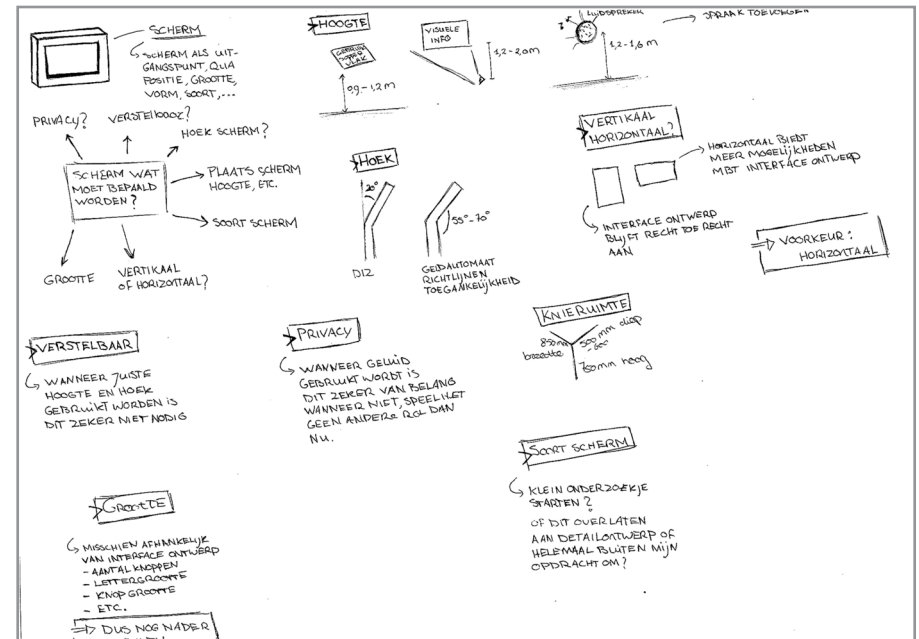 SCHERM
SCHERM ALS UIT-
GANGSPUNT, QUA
POSITIE, GROOTTE,
VORM, SOORT,...
PRIVACY?
VERSTELBAAR?
HOEK SCHERM?
SCHERM WAT
MOET BEPAALD
WORDEN?
PLAATS SCHERM
HOOGTE, ETC.
SOORT SCHERM
GROOTTE
VERTIKAAL
OF HORIZONTAAL?
HOOGTE
VLAK
0,9 - 1,2 m
VISUELE
INFO
1,2 - 2,0 m
LUIDSPREKER
1,2 - 1,6 m
SPRAAK TOEVOEGEN
HOEK
20°
DIZ
55° - 70°
GELDAUTOMAAT
RICHTLIJNEN
TOEGANKELIJKHEID
VERTIKAAL
HORIZONTAAL?
HORIZONTAAL BIEDT
MEER MOGELIJKHEDEN
MBT INTERFACE ONTWERP
INTERFACE ONTWERP
BLIJFT RECHT TOE RECHT
AAN
=> VOORKEUR:
HORIZONTAAL
VERSTELBAAR
WANNEER JUISTE
HOOGTE EN HOEK
GEBRUIKT WORDEN IS
DIT ZEKER NIET NODIG
PRIVACY
WANNEER GELUID
GEBRUIKT WORDT IS
DIT ZEKER VAN BELANG
WANNEER NIET, SPEELT HET
GEEN ANDERE ROL DAN
NU.
KNIERUIMTE
850mm
breedte
500 mm diep
-600
750mm hoog
SOORT SCHERM
KLEIN ONDERZOEKJE
STARTEN?
OF DIT OVERLATEN
AAN DETAILONTWERP OF
HELEMAAL BUITEN MIJN
OPDRACHT OM?
GROOTTE
MISSCHIEN AFHANKELIJK
VAN INTERFACE ONTWERP
- AANTAL KNOPPEN
- LETTERGROOTTE
- KNOP GROOTTE
- ETC.
=> DUS NOG NADER